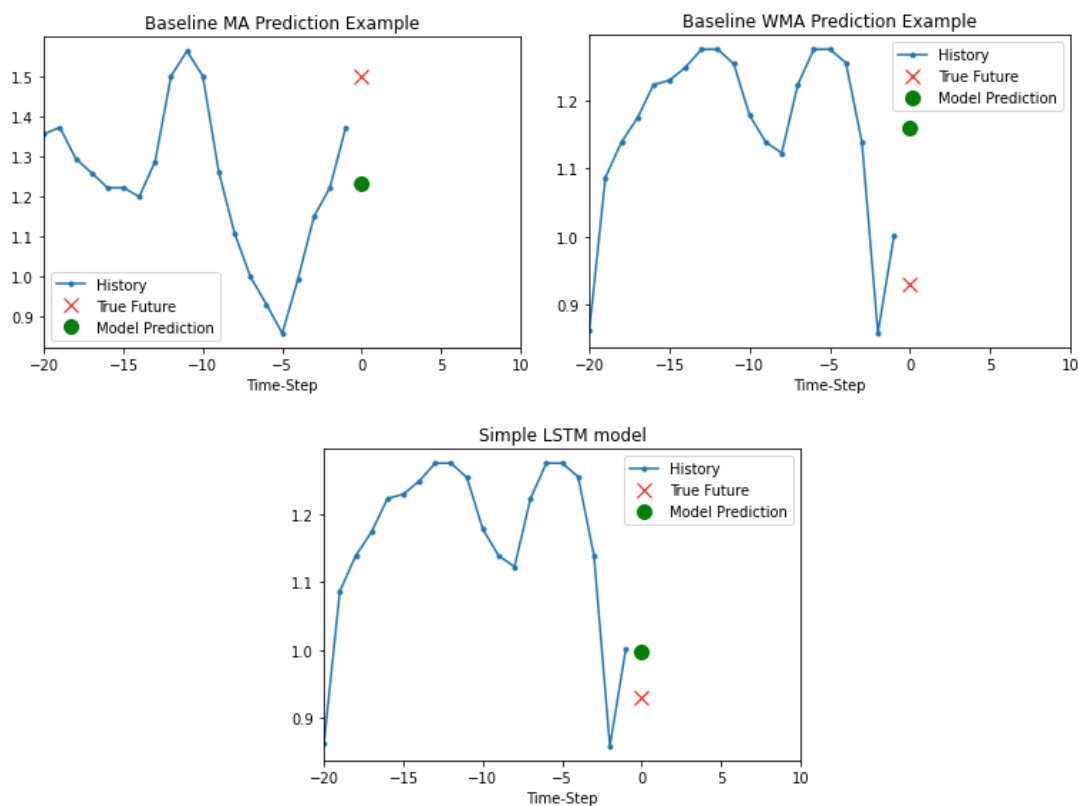 Baseline MA Prediction Example
1.5
1.4
1.3
1.2
1.1
1.0
0.9
History
True Future
Model Prediction
−20 −15 −10 −5 0 5 10
Time-Step
Baseline WMA Prediction Example
1.2
1.1
1.0
0.9
History
True Future
Model Prediction
−20 −15 −10 −5 0 5 10
Time-Step
Simple LSTM model
1.2
1.1
1.0
0.9
History
True Future
Model Prediction
−20 −15 −10 −5 0 5 10
Time-Step